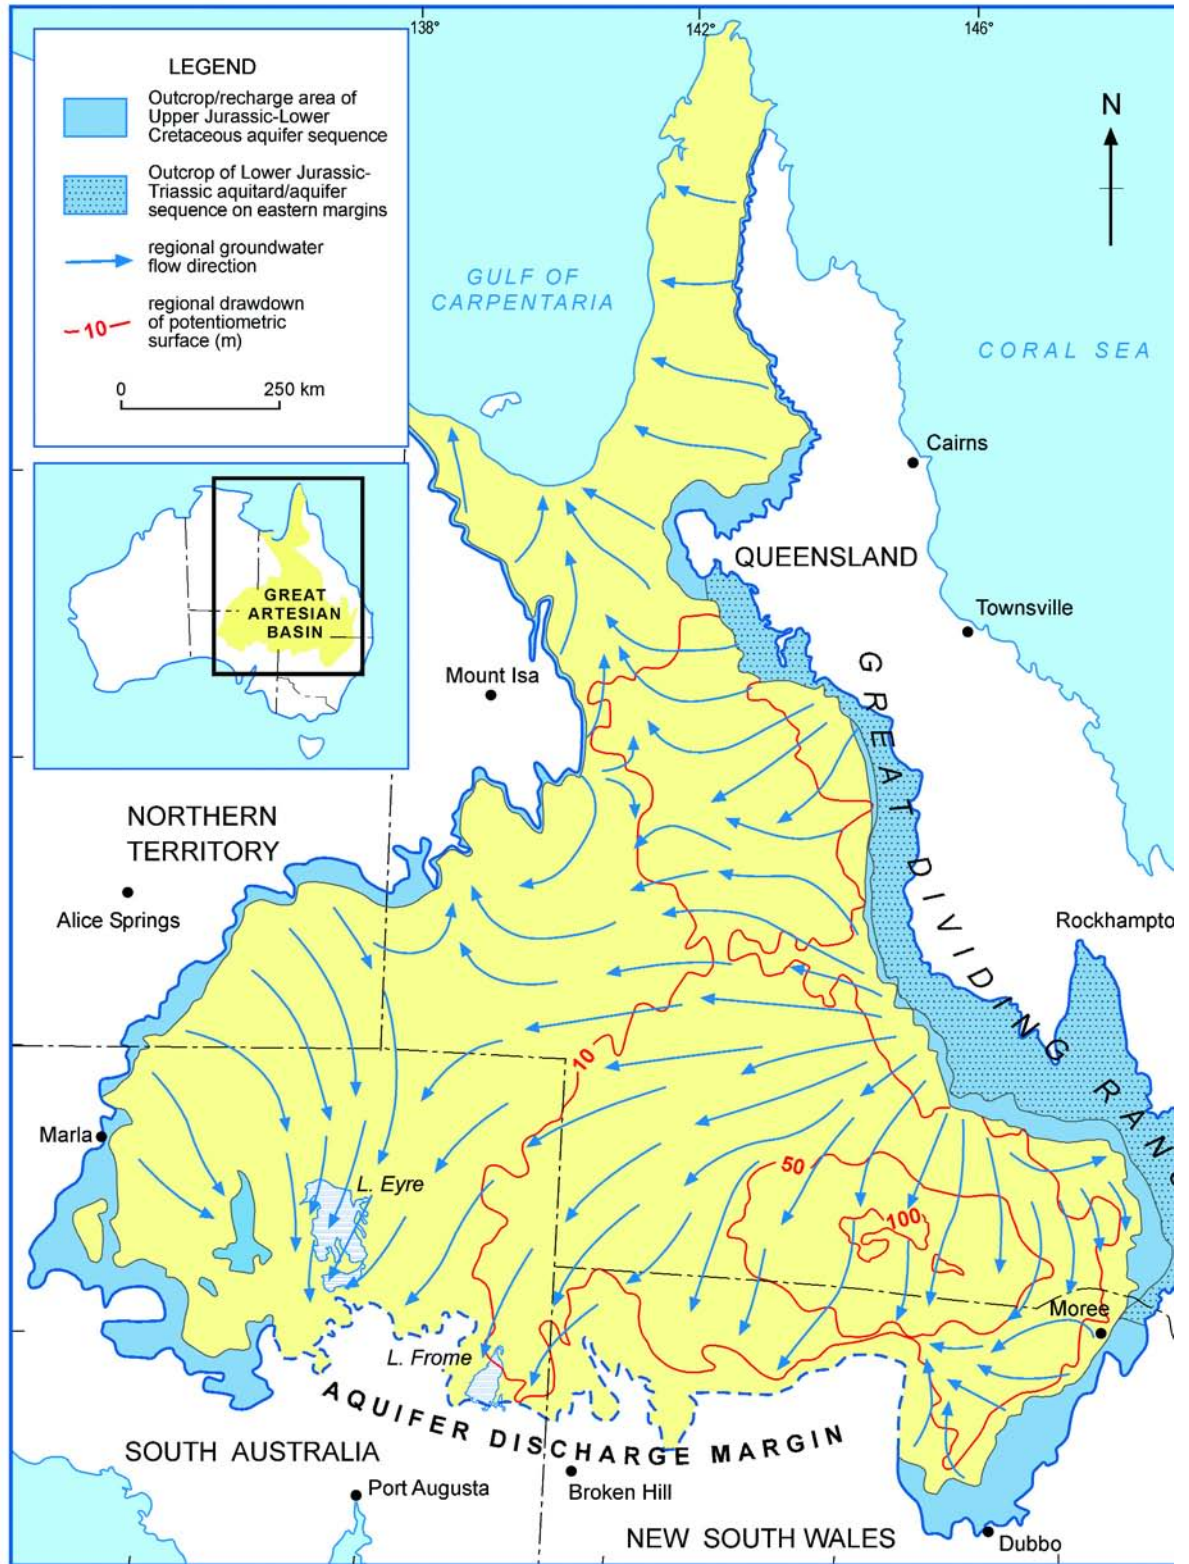 138°
142°
146°
LEGEND
Outcrop/recharge area of
Upper Jurassic-Lower
Cretaceous aquifer sequence
Outcrop of Lower Jurassic-
Triassic aquitard/aquifer
sequence on eastern margins
regional groundwater
flow direction
10
regional drawdown
of potentiometric
surface (m)
0
250 km
N
GULF OF
CARPENTARIA
CORAL SEA
Cairns
GREAT
ARTESIAN
BASIN
QUEENSLAND
Townsville
Mount Isa
GREAT DIVIDING RANG
NORTHERN
TERRITORY
Alice Springs
Rockhampto
10
Marla
50
L. Eyre
100
Moree
L. Frome
AQUIFER DISCHARGE MARGIN
SOUTH AUSTRALIA
Port Augusta
Broken Hill
NEW SOUTH WALES
Dubbo